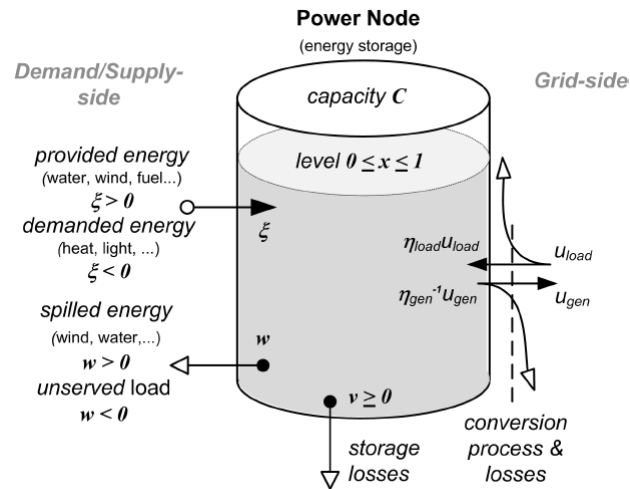 Power Node
(energy storage)
Demand/Supply-
side
Grid-side
capacity C
level 0 ≤ x ≤ 1
provided energy
(water, wind, fuel...)
ξ > 0
demanded energy
(heat, light, ...)
ξ < 0
ξ
η_load u_load
u_load
η_gen⁻¹ u_gen
u_gen
spilled energy
(wind, water,...)
w > 0
unserved load
w < 0
w
v ≥ 0
storage
losses
conversion
process &
losses